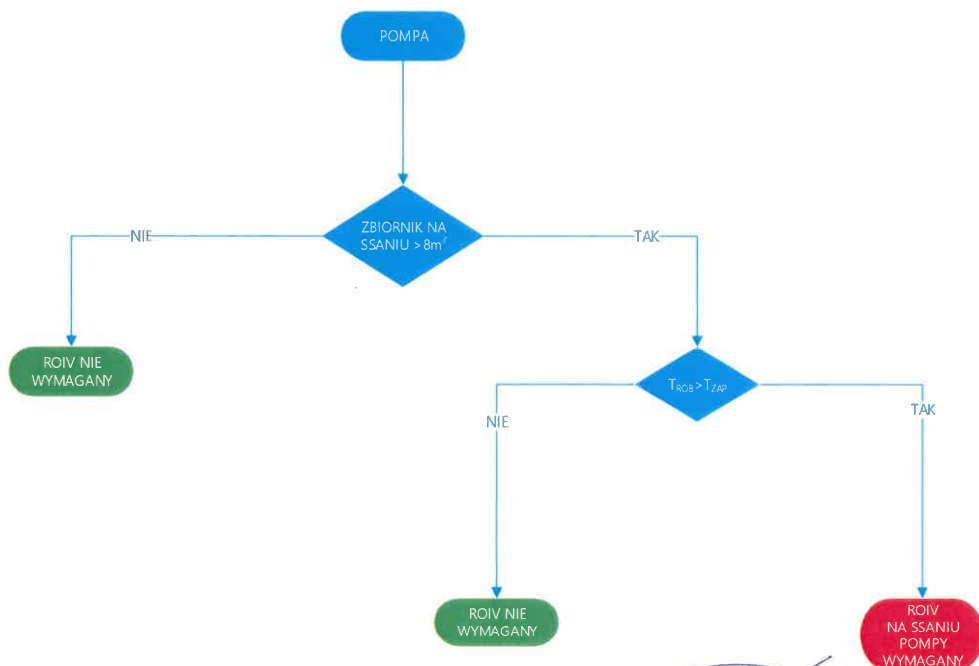 POMPA
ZBIORNIK NA
SSANIU > 8m³
NIE
TAK
ROIV NIE
WYMAGANY
T_ROB > T_ZAP
NIE
TAK
ROIV NIE
WYMAGANY
ROIV
NA SSANIU
POMPY
WYMAGANY